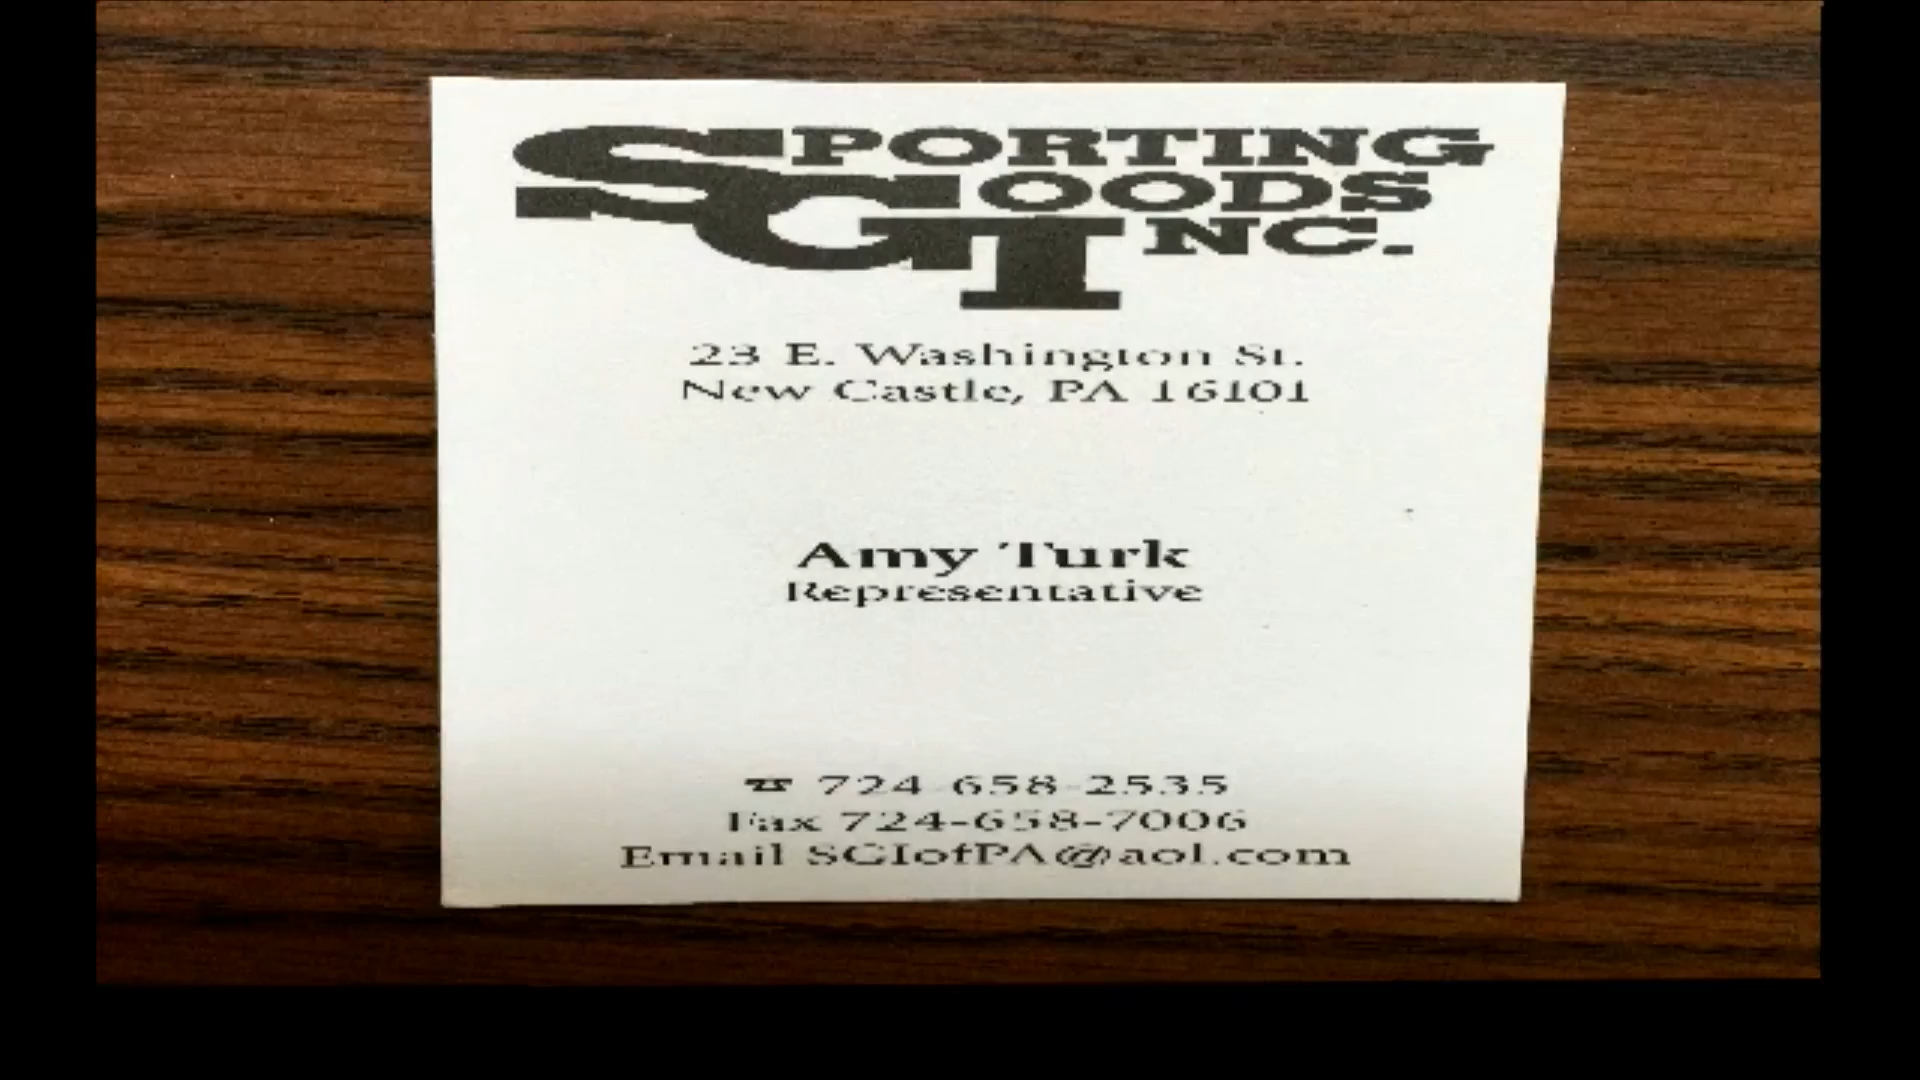 SPORTING
GOODS
INC.
23 E. Washington St.
New Castle, PA 16101
Amy Turk
Representative
☎ 724-658-2535
Fax 724-658-7006
Email SGIofPA@aol.com